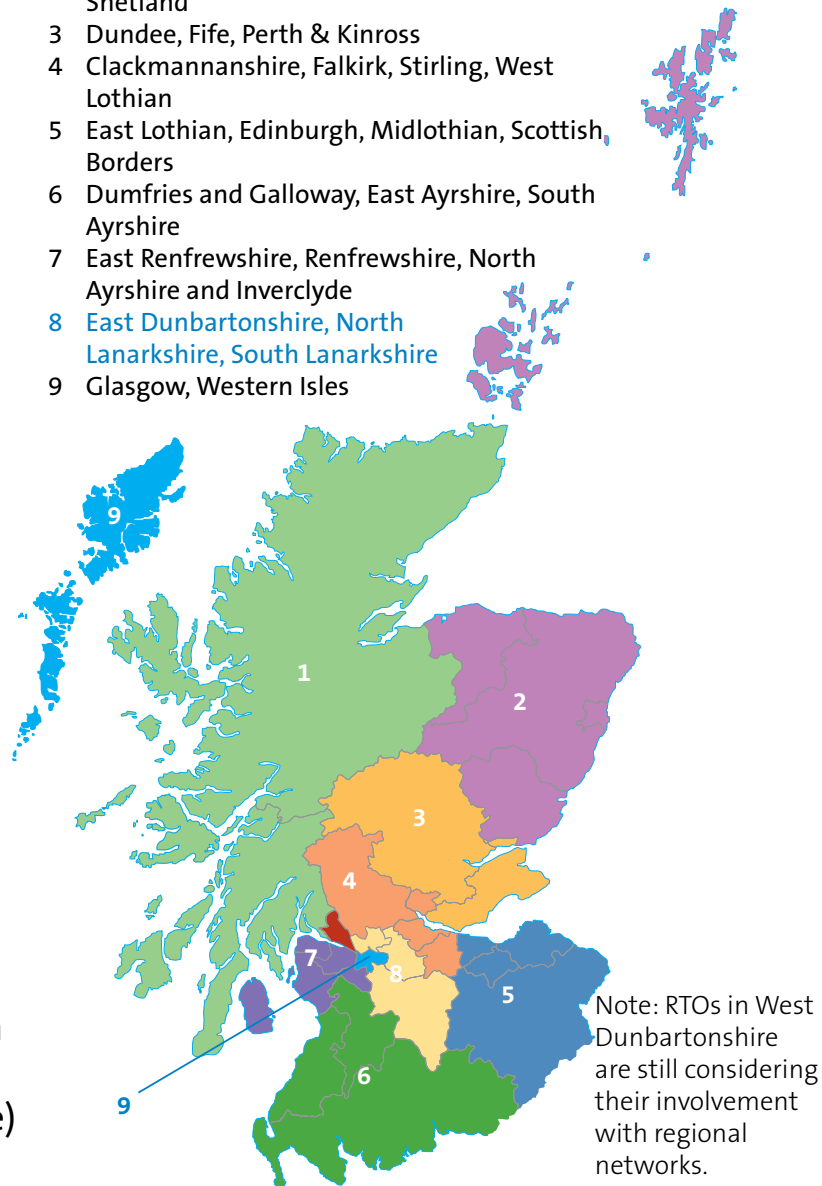 Shetland
3 Dundee, Fife, Perth & Kinross
4 Clackmannanshire, Falkirk, Stirling, West
Lothian
5 East Lothian, Edinburgh, Midlothian, Scottish
Borders
6 Dumfries and Galloway, East Ayrshire, South
Ayrshire
7 East Renfrewshire, Renfrewshire, North
Ayrshire and Inverclyde
8 East Dunbartonshire, North
Lanarkshire, South Lanarkshire
9 Glasgow, Western Isles
9
1
2
3
4
7
8
5
6
9
Note: RTOs in West
Dunbartonshire
are still considering
their involvement
with regional
networks.